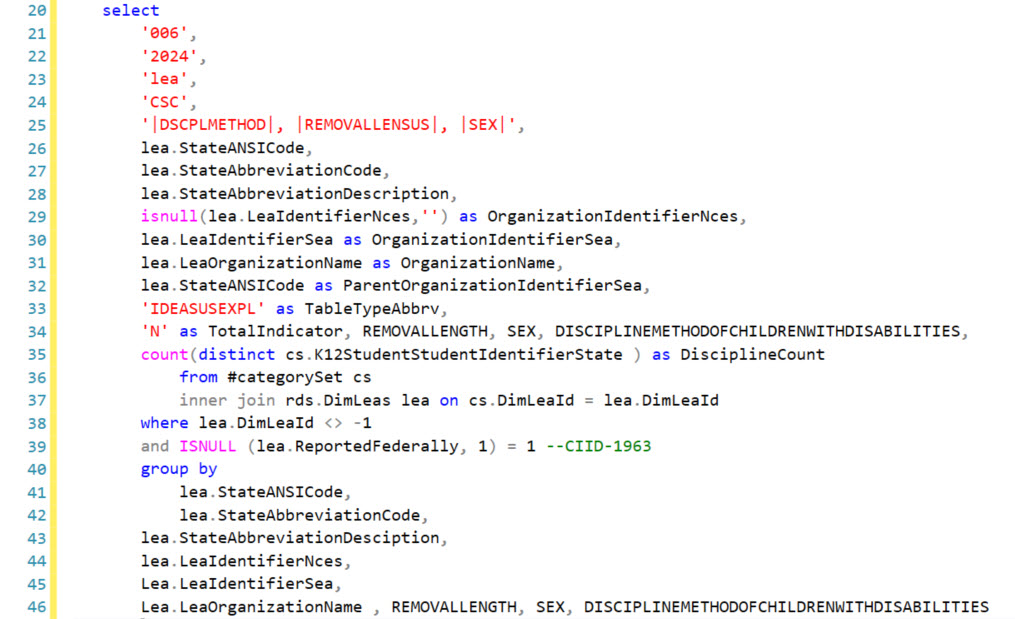 20 select
21 '006',
22 '2024',
23 'lea',
24 'CSC',
25 '|DSCPLMETHOD|, |REMOVALLENSUS|, |SEX|',
26 lea.StateANSICode,
27 lea.StateAbbreviationCode,
28 lea.StateAbbreviationDescription,
29 isnull(lea.LeaIdentifierNces,'') as OrganizationIdentifierNces,
30 lea.LeaIdentifierSea as OrganizationIdentifierSea,
31 lea.LeaOrganizationName as OrganizationName,
32 lea.StateANSICode as ParentOrganizationIdentifierSea,
33 'IDEASUSEXPL' as TableTypeAbbrv,
34 'N' as TotalIndicator, REMOVALLENGTH, SEX, DISCIPLINEMETHODOFCHILDRENWITHDISABILITIES,
35 count(distinct cs.K12StudentStudentIdentifierState ) as DisciplineCount
36 from #categorySet cs
37 inner join rds.DimLeas lea on cs.DimLeaId = lea.DimLeaId
38 where lea.DimLeaId <> -1
39 and ISNULL (lea.ReportedFederally, 1) = 1 --CIID-1963
40 group by
41 lea.StateANSICode,
42 lea.StateAbbreviationCode,
43 lea.StateAbbreviationDesciption,
44 lea.LeaIdentifierNces,
45 Lea.LeaIdentifierSea,
46 Lea.LeaOrganizationName , REMOVALLENGTH, SEX, DISCIPLINEMETHODOFCHILDRENWITHDISABILITIES